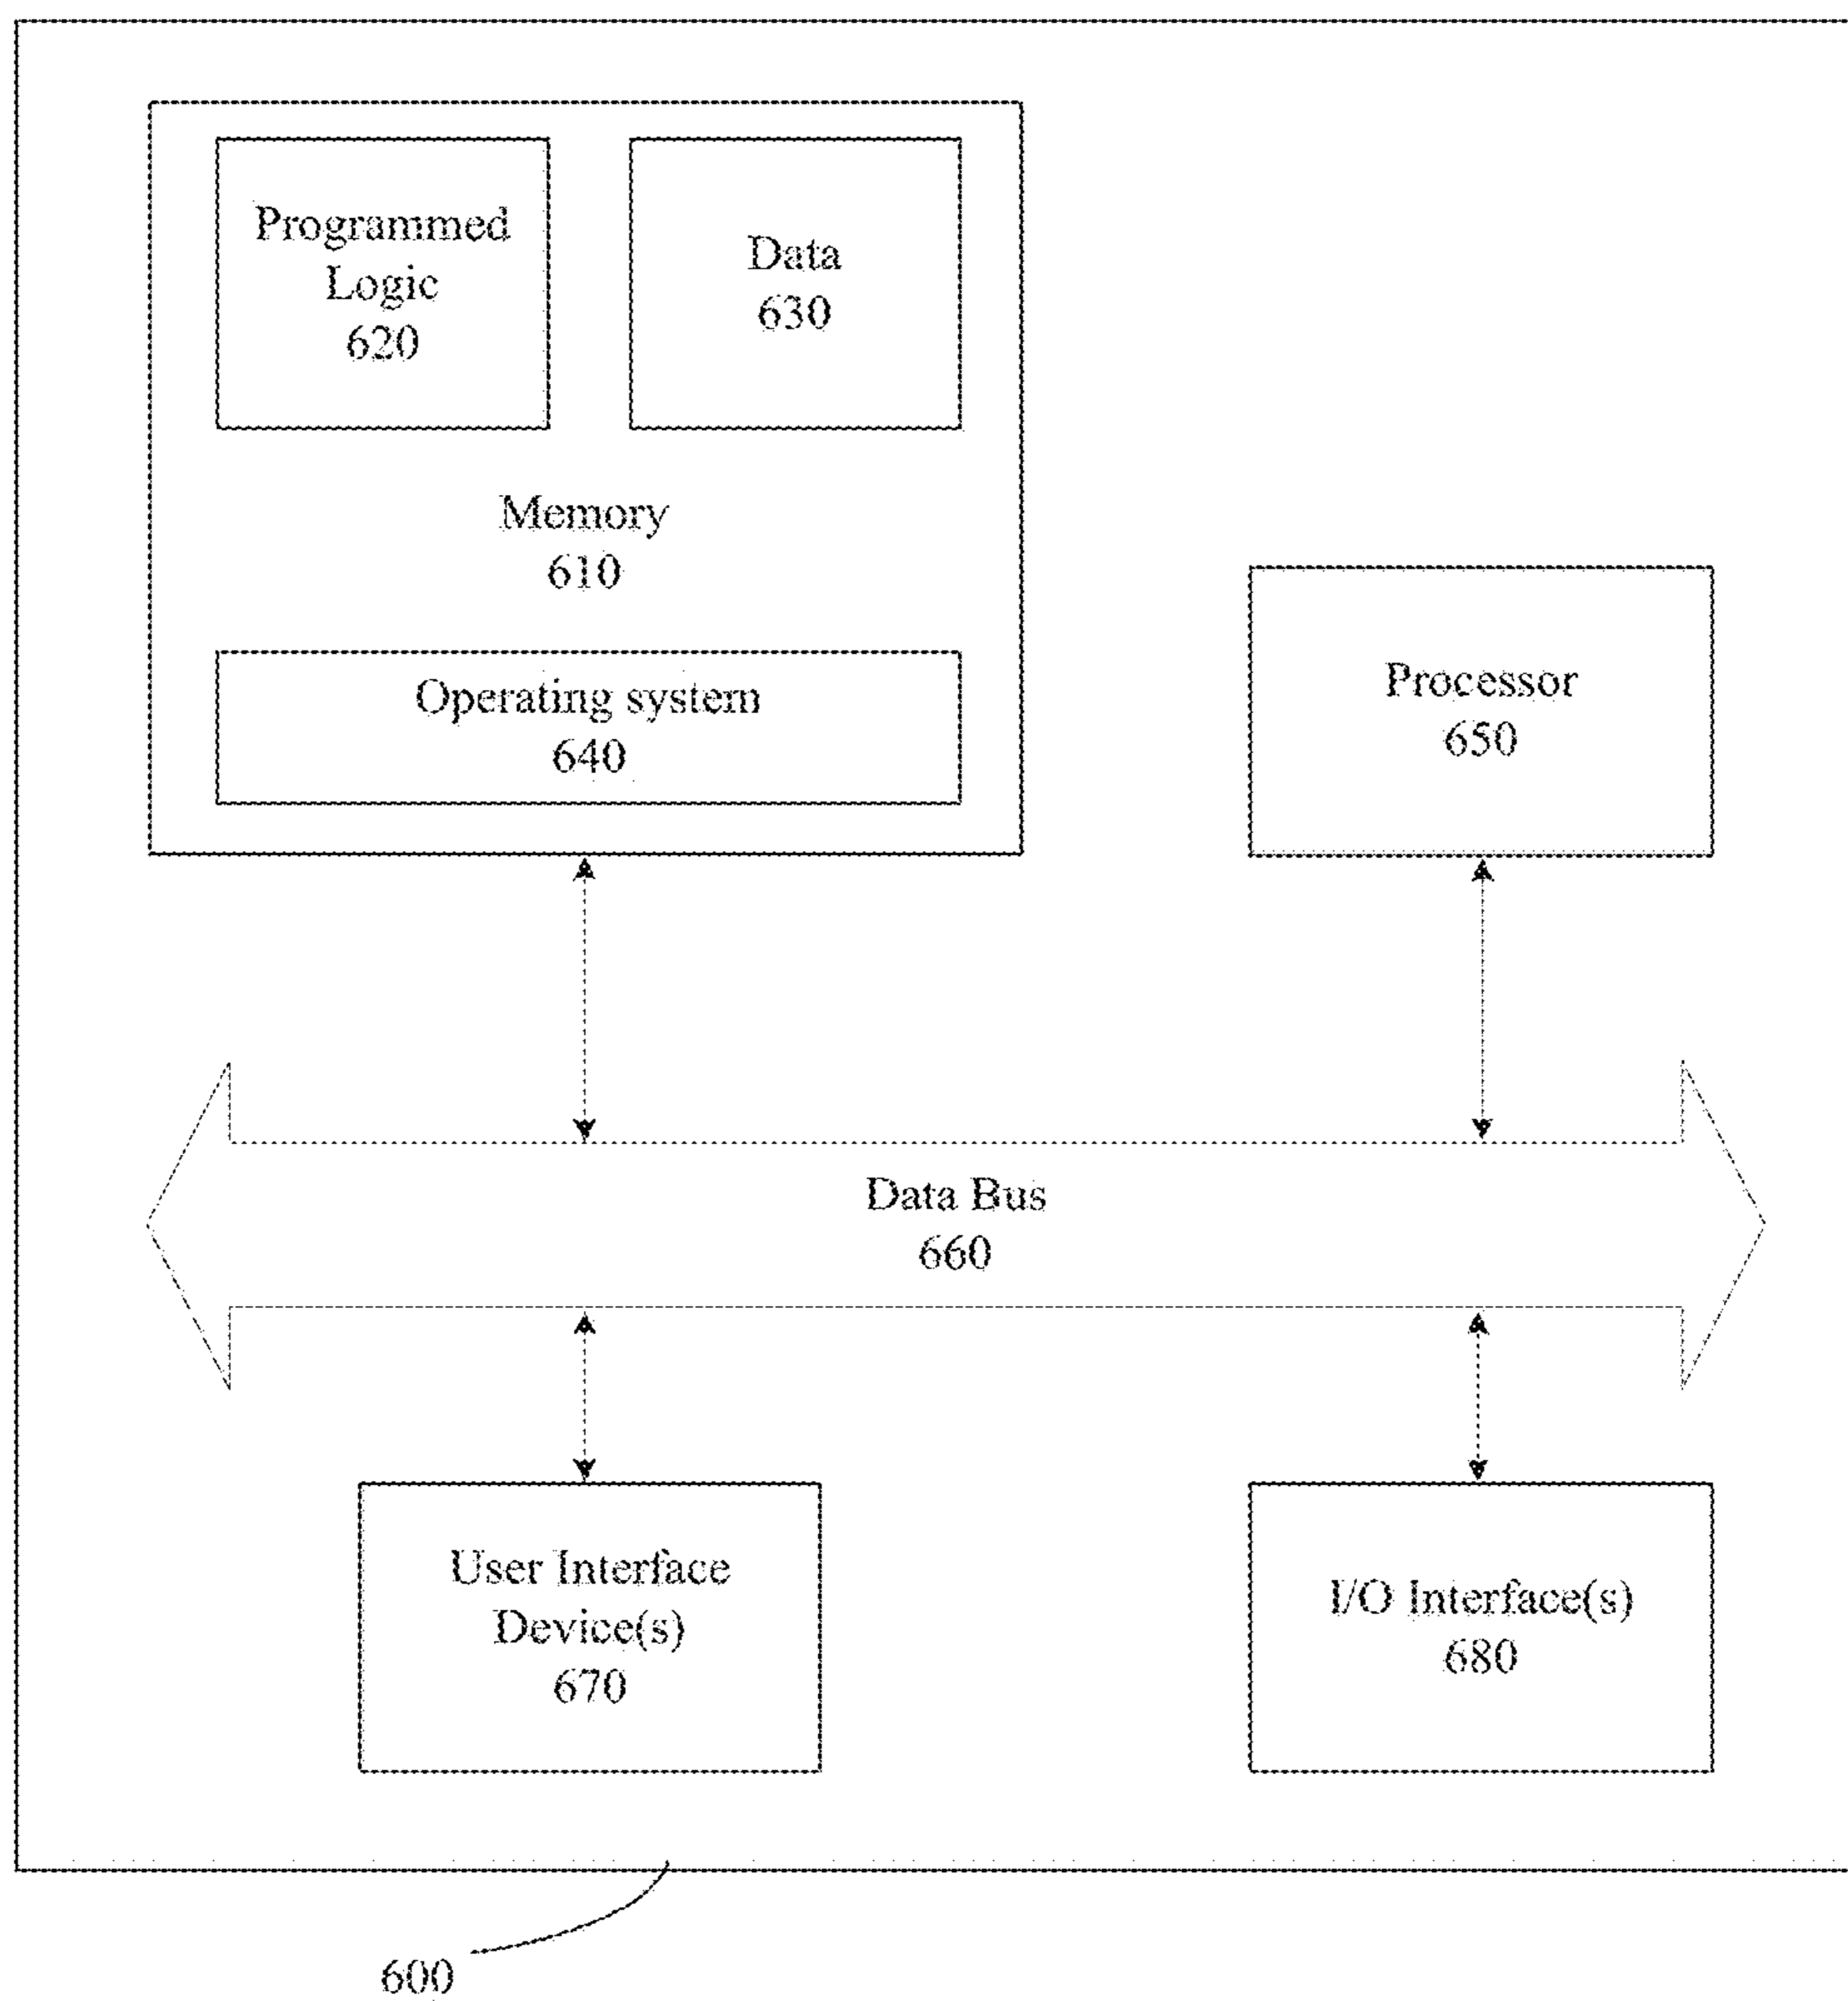 Programmed
Logic
620
Data
630
Memory
610
Operating system
640
Processor
650
Data Bus
660
User Interface
Device(s)
670
I/O Interface(s)
680
600